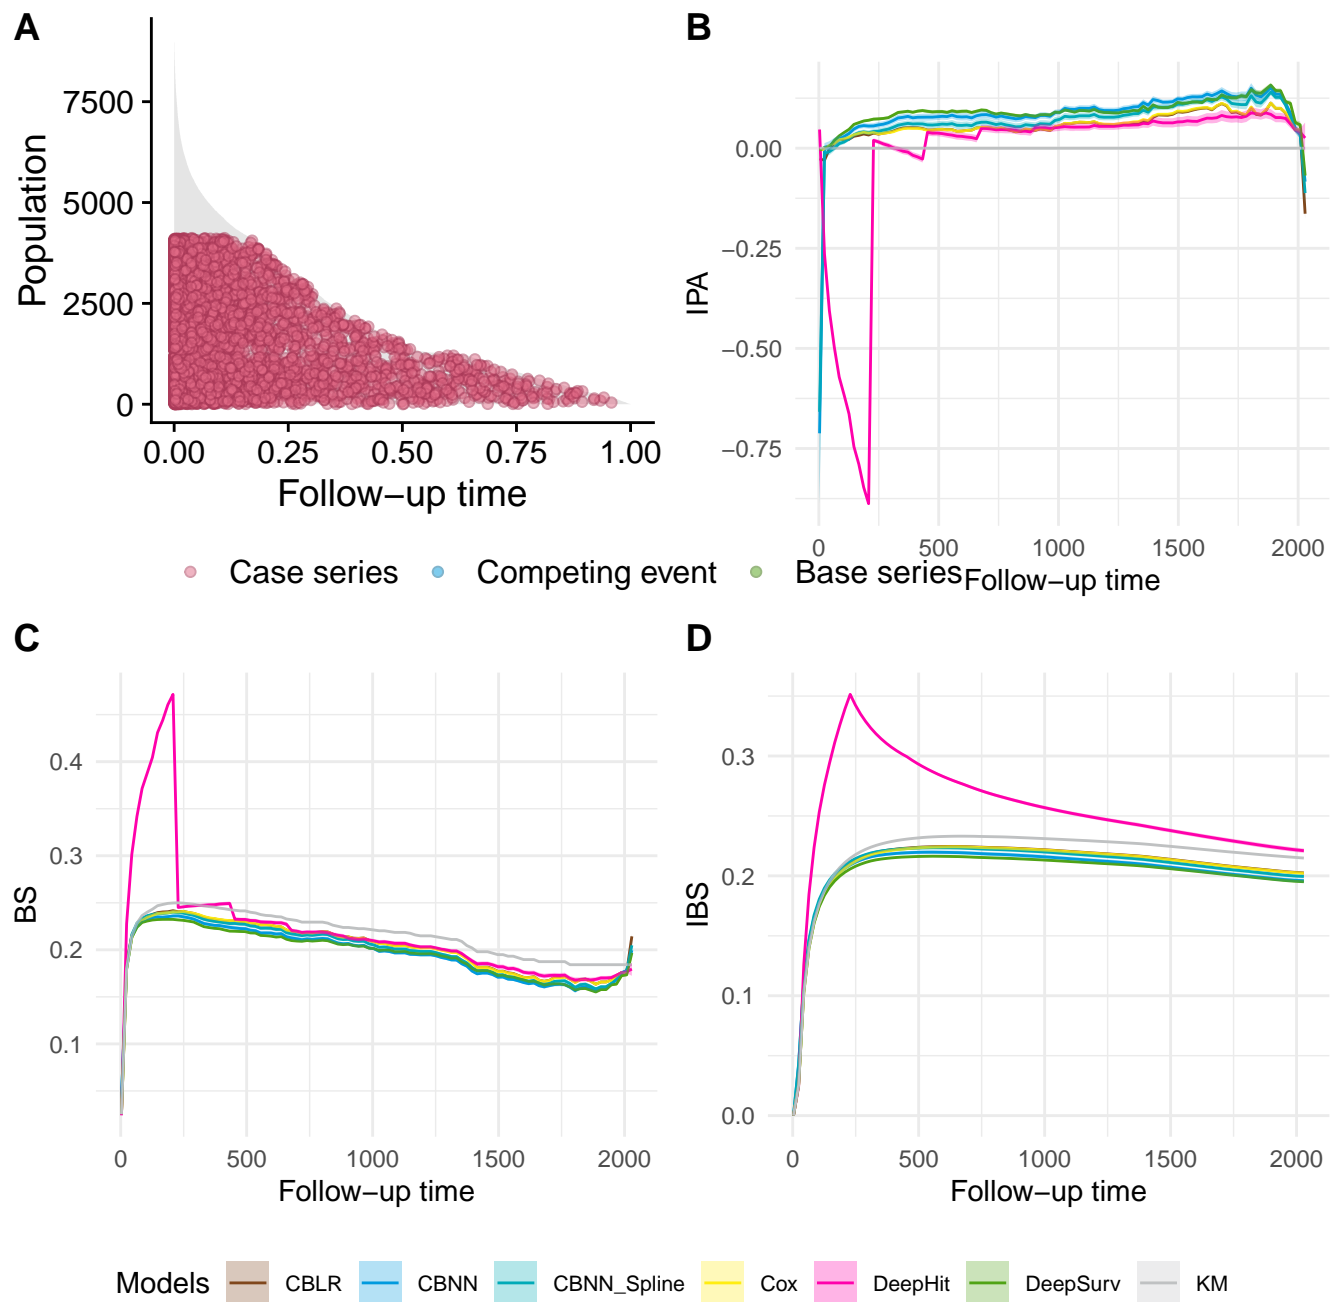 A
Population
7500
5000
2500
0
0.00 0.25 0.50 0.75 1.00
Follow−up time
Case series Competing event Base series
B
IPA
0.00
−0.25
−0.50
−0.75
0 500 1000 1500 2000
Follow−up time
C
BS
0.4
0.3
0.2
0.1
0 500 1000 1500 2000
Follow−up time
D
IBS
0.3
0.2
0.1
0.0
0 500 1000 1500 2000
Follow−up time
Models CBLR CBNN CBNN_Spline Cox DeepHit DeepSurv KM